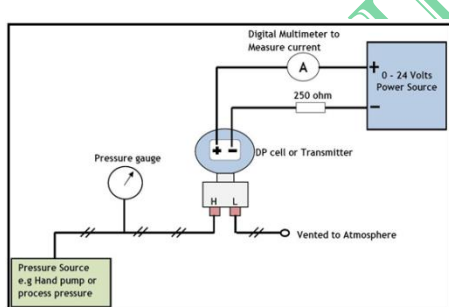 Digital Multimeter to
Measure current
A
+
0 - 24 Volts
Power Source
250 ohm
−
+ −
DP cell or Transmitter
Pressure gauge
H L
Vented to Atmosphere
Pressure Source
e.g Hand pump or
process pressure